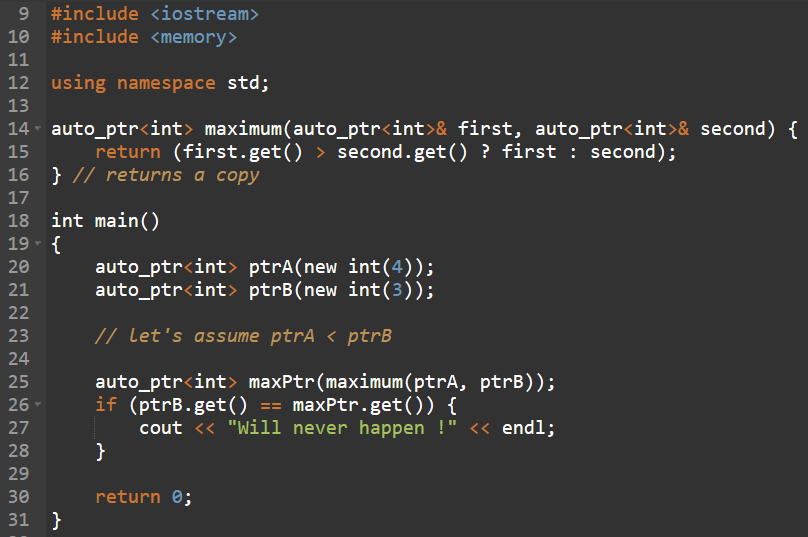 9 #include <iostream>
10 #include <memory>
11
12 using namespace std;
13
14 auto_ptr<int> maximum(auto_ptr<int>& first, auto_ptr<int>& second) {
15     return (first.get() > second.get() ? first : second);
16 } // returns a copy
17
18 int main()
19 {
20     auto_ptr<int> ptrA(new int(4));
21     auto_ptr<int> ptrB(new int(3));
22
23     // let's assume ptrA < ptrB
24
25     auto_ptr<int> maxPtr(maximum(ptrA, ptrB));
26     if (ptrB.get() == maxPtr.get()) {
27         cout << "Will never happen !" << endl;
28     }
29
30     return 0;
31 }